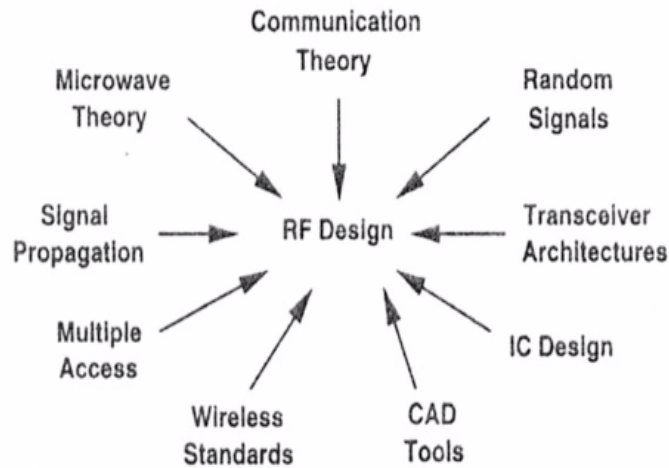 Communication
Theory
Microwave
Theory
Random
Signals
Signal
Propagation
RF Design
Transceiver
Architectures
Multiple
Access
IC Design
Wireless
Standards
CAD
Tools